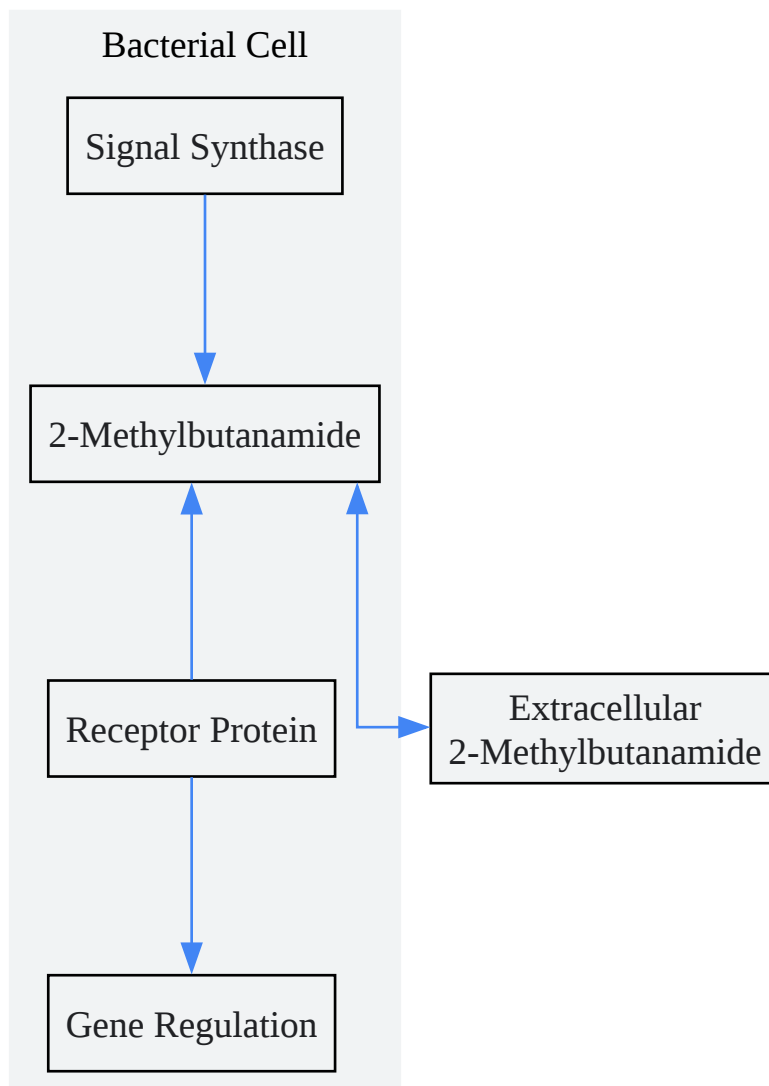 Bacterial Cell
Signal Synthase
2-Methylbutanamide
Receptor Protein
Extracellular
2-Methylbutanamide
Gene Regulation